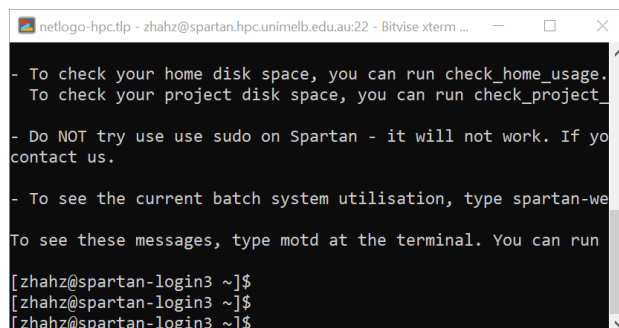 netlogo-hpc.tlp - zhahz@spartan.hpc.unimelb.edu.au:22 - Bitvise xterm ...
- To check your home disk space, you can run check_home_usage.
To check your project disk space, you can run check_project_
- Do NOT try use use sudo on Spartan - it will not work. If yo
contact us.
- To see the current batch system utilisation, type spartan-we
To see these messages, type motd at the terminal. You can run
[zhahz@spartan-login3 ~]$
[zhahz@spartan-login3 ~]$
[zhahz@spartan-login3 ~]$